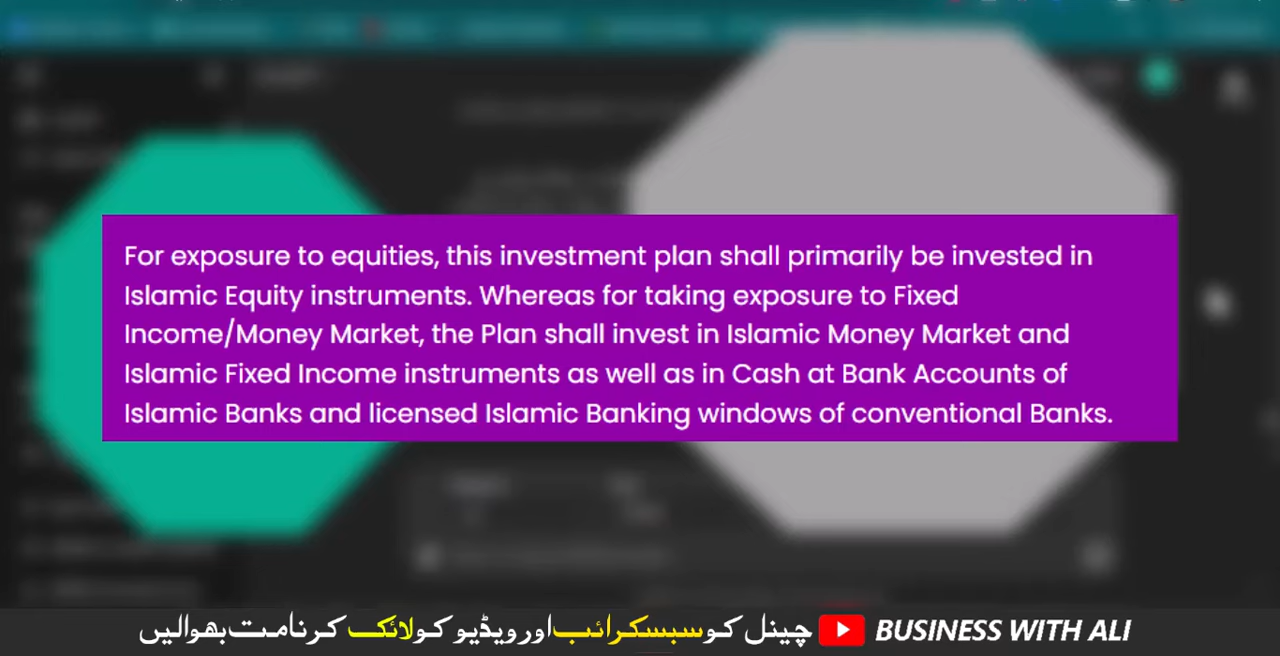 For exposure to equities, this investment plan shall primarily be invested in
Islamic Equity instruments. Whereas for taking exposure to Fixed
Income/Money Market, the Plan shall invest in Islamic Money Market and
Islamic Fixed Income instruments as well as in Cash at Bank Accounts of
Islamic Banks and licensed Islamic Banking windows of conventional Banks.
چینل کو سبسکرائب اور ویڈیو کو لائک کرنا مت بھوالیں BUSINESS WITH ALI